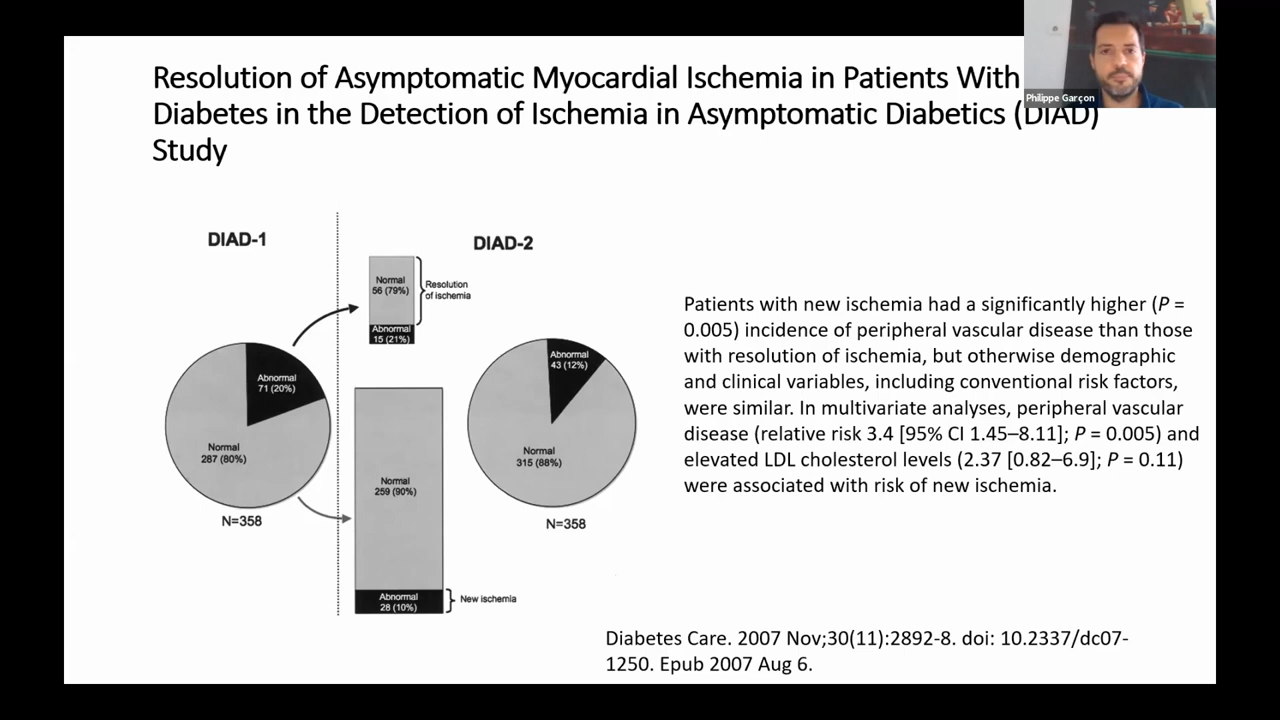 Philippe Garçon
Resolution of Asymptomatic Myocardial Ischemia in Patients With
Diabetes in the Detection of Ischemia in Asymptomatic Diabetics (DIAD)
Study
DIAD-1
Abnormal
71 (20%)
Normal
287 (80%)
N=358
DIAD-2
Normal
56 (79%)
Resolution
of ischemia
Abnormal
15 (21%)
Normal
259 (90%)
Abnormal
28 (10%)
New ischemia
Abnormal
43 (12%)
Normal
315 (88%)
N=358
Patients with new ischemia had a significantly higher (P =
0.005) incidence of peripheral vascular disease than those
with resolution of ischemia, but otherwise demographic
and clinical variables, including conventional risk factors,
were similar. In multivariate analyses, peripheral vascular
disease (relative risk 3.4 [95% CI 1.45–8.11]; P = 0.005) and
elevated LDL cholesterol levels (2.37 [0.82–6.9]; P = 0.11)
were associated with risk of new ischemia.
Diabetes Care. 2007 Nov;30(11):2892-8. doi: 10.2337/dc07-
1250. Epub 2007 Aug 6.